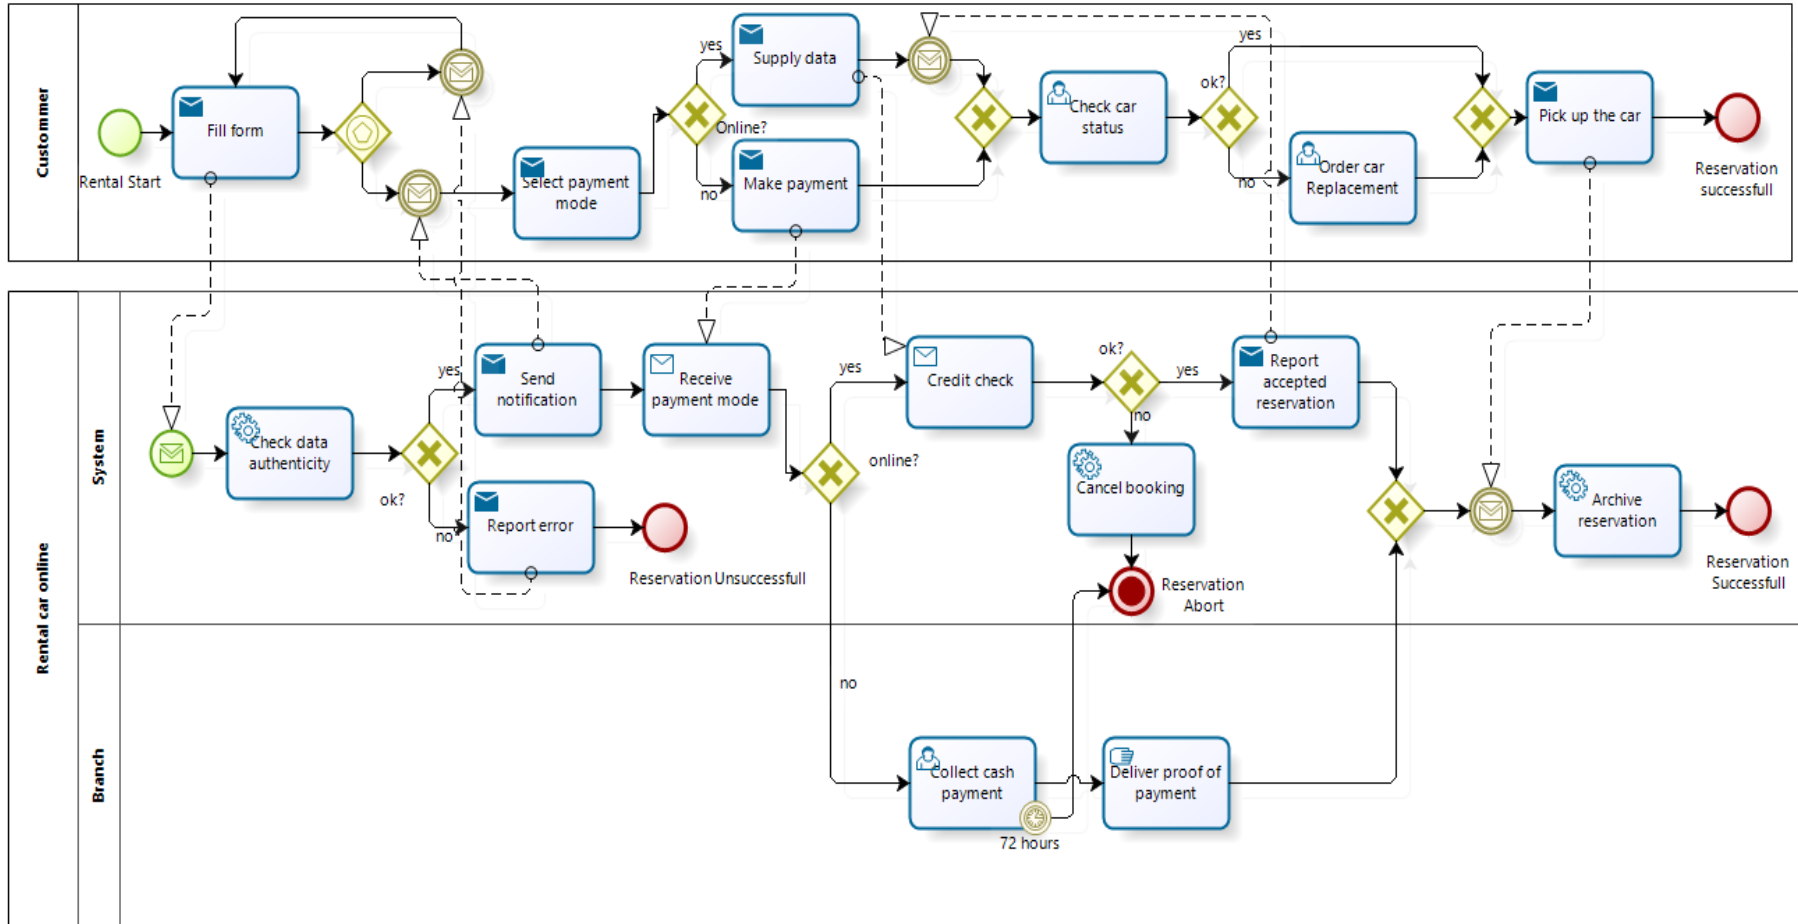 Custommer
Rental Start
Fill form
Select payment
mode
Online?
yes
no
Supply data
Make payment
Check car
status
ok?
yes
no
Order car
Replacement
Pick up the car
Reservation
successfull
Rental car online
System
Check data
authenticity
ok?
yes
no
Send
notification
Report error
Reservation Unsuccessfull
Receive
payment mode
online?
yes
no
Credit check
ok?
yes
no
Cancel booking
Reservation
Abort
Report
accepted
reservation
Archive
reservation
Reservation
Successfull
Branch
Collect cash
payment
72 hours
Deliver proof of
payment